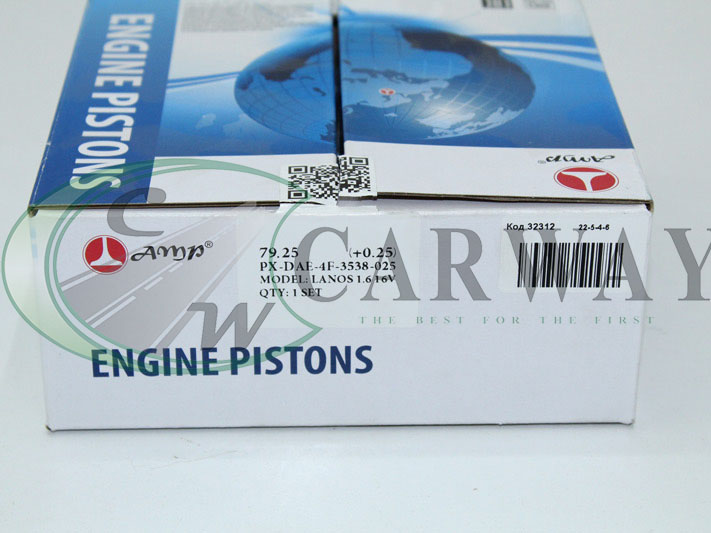 ENGINE PISTONS
AMP®
AMP®
79.25 (+0.25)
PX-DAE-4F-3538-025
MODEL: LANOS 1.6 16V
QTY: 1 SET
Код 32312 22-5-4-6
ENGINE PISTONS
CW CARWAY
THE BEST FOR THE FIRST